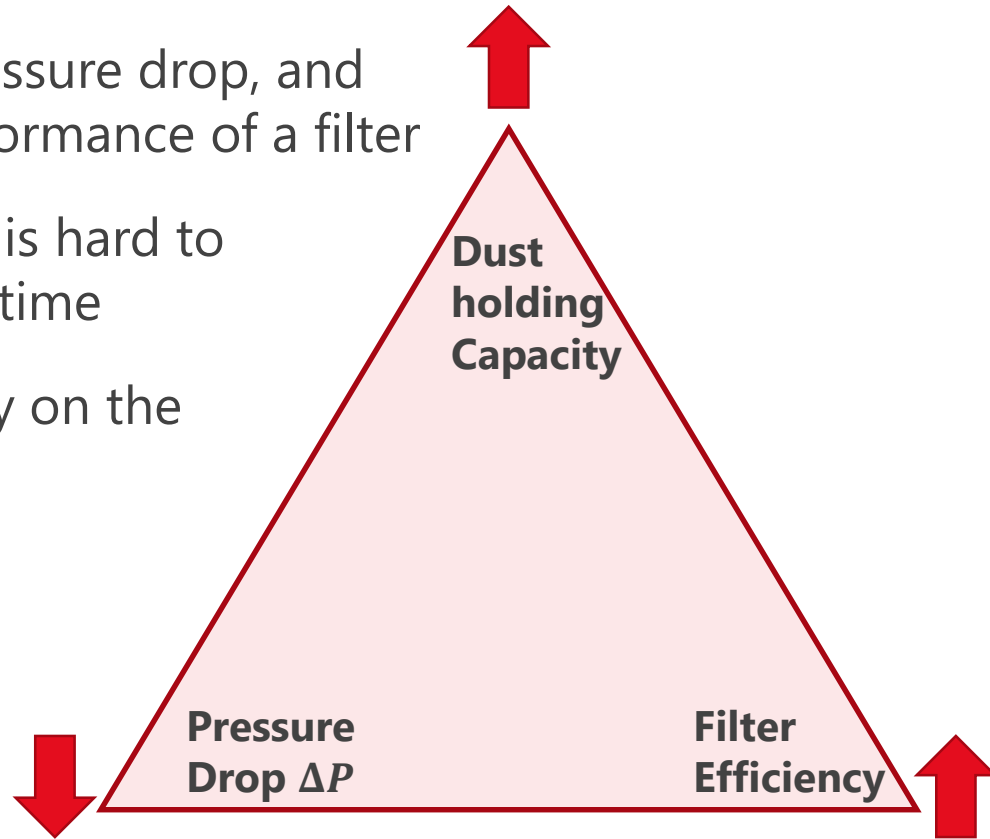 ssure drop, and
ormance of a filter
is hard to
time
y on the
Dust
holding
Capacity
Pressure
Drop ΔP
Filter
Efficiency